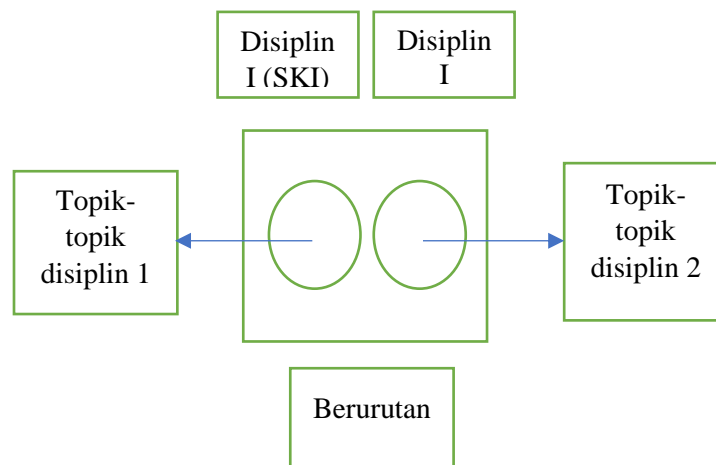 Disiplin
I (SKI)
Disiplin
I
Topik-
topik
disiplin 1
Topik-
topik
disiplin 2
Berurutan